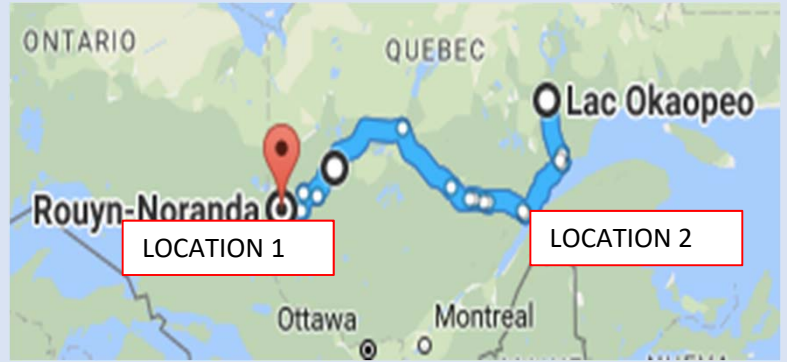 ONTARIO
QUEBEC
Lac Okaopeo
Rouyn-Noranda
LOCATION 1
LOCATION 2
Ottawa
Montreal